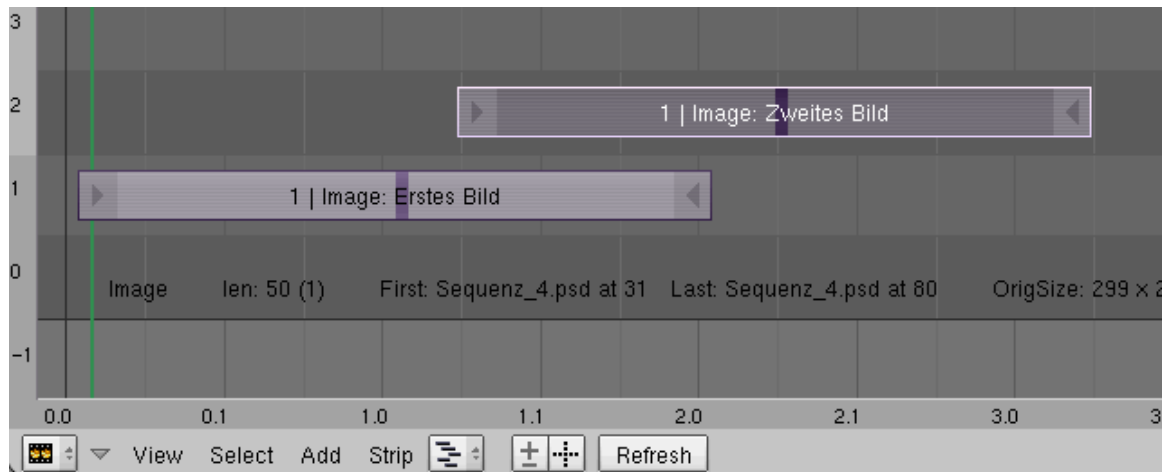 3
2
1 | Image: Zweites Bild
1
1 | Image: Erstes Bild
0
Image len: 50 (1) First: Sequenz_4.psd at 31 Last: Sequenz_4.psd at 80 OrigSize: 299 × 2
-1
0.0 0.1 1.0 1.1 2.0 2.1 3.0 3
View Select Add Strip Refresh